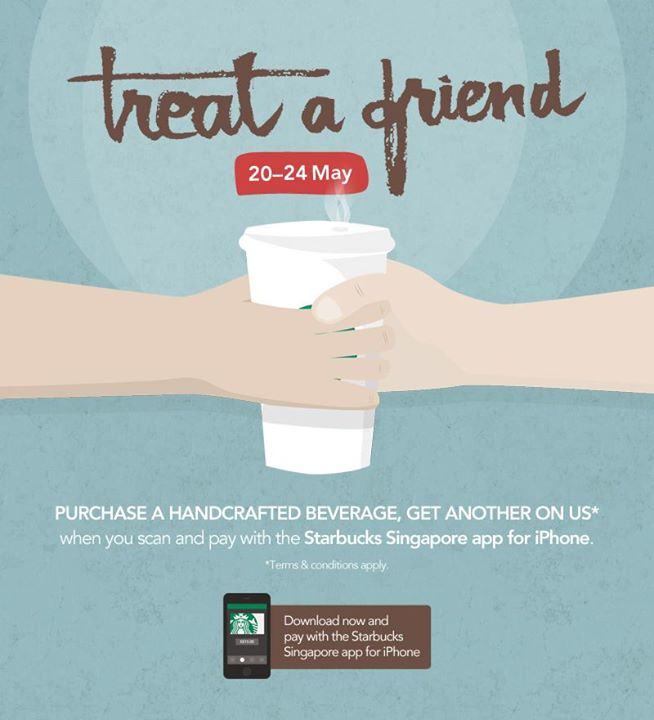 treat a friend
20–24 May
PURCHASE A HANDCRAFTED BEVERAGE, GET ANOTHER ON US*
when you scan and pay with the Starbucks Singapore app for iPhone.
*Terms & conditions apply.
Download now and
pay with the Starbucks
Singapore app for iPhone